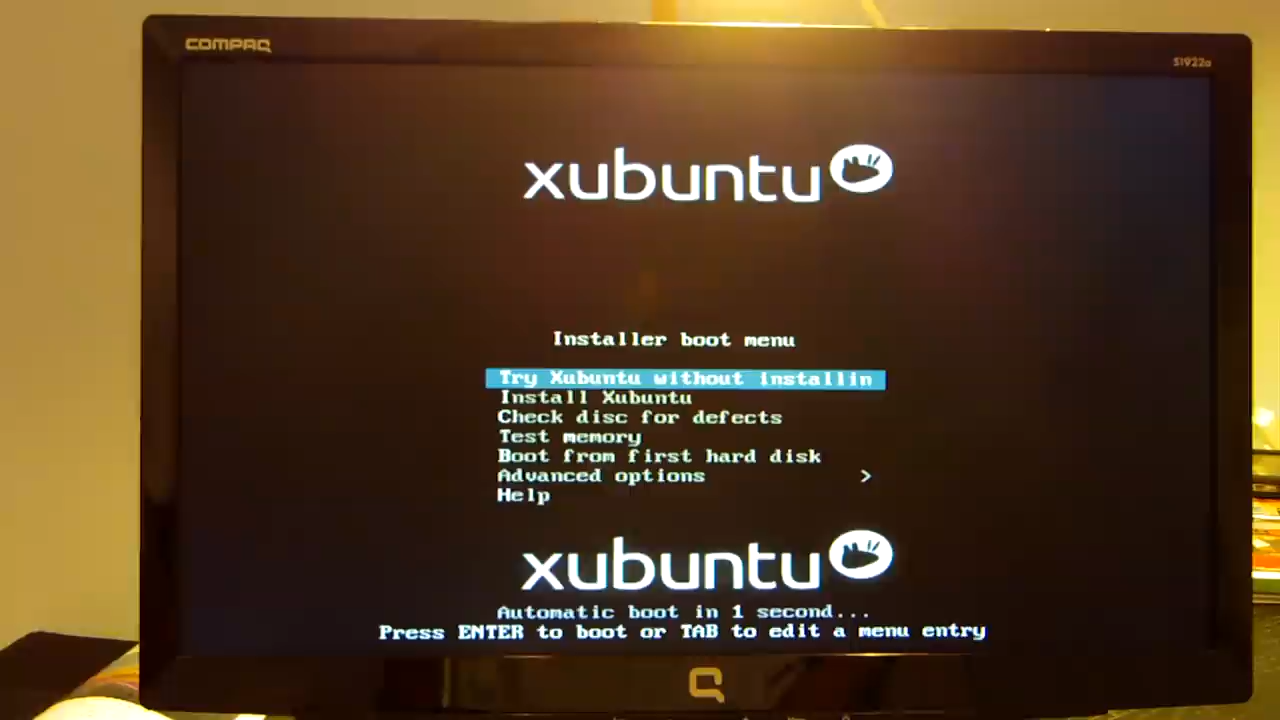 COMPAQ
S1922a
xubuntu
Installer boot menu
Try Xubuntu without installin
Install Xubuntu
Check disc for defects
Test memory
Boot from first hard disk
Advanced options >
Help
xubuntu
Automatic boot in 1 second...
Press ENTER to boot or TAB to edit a menu entry